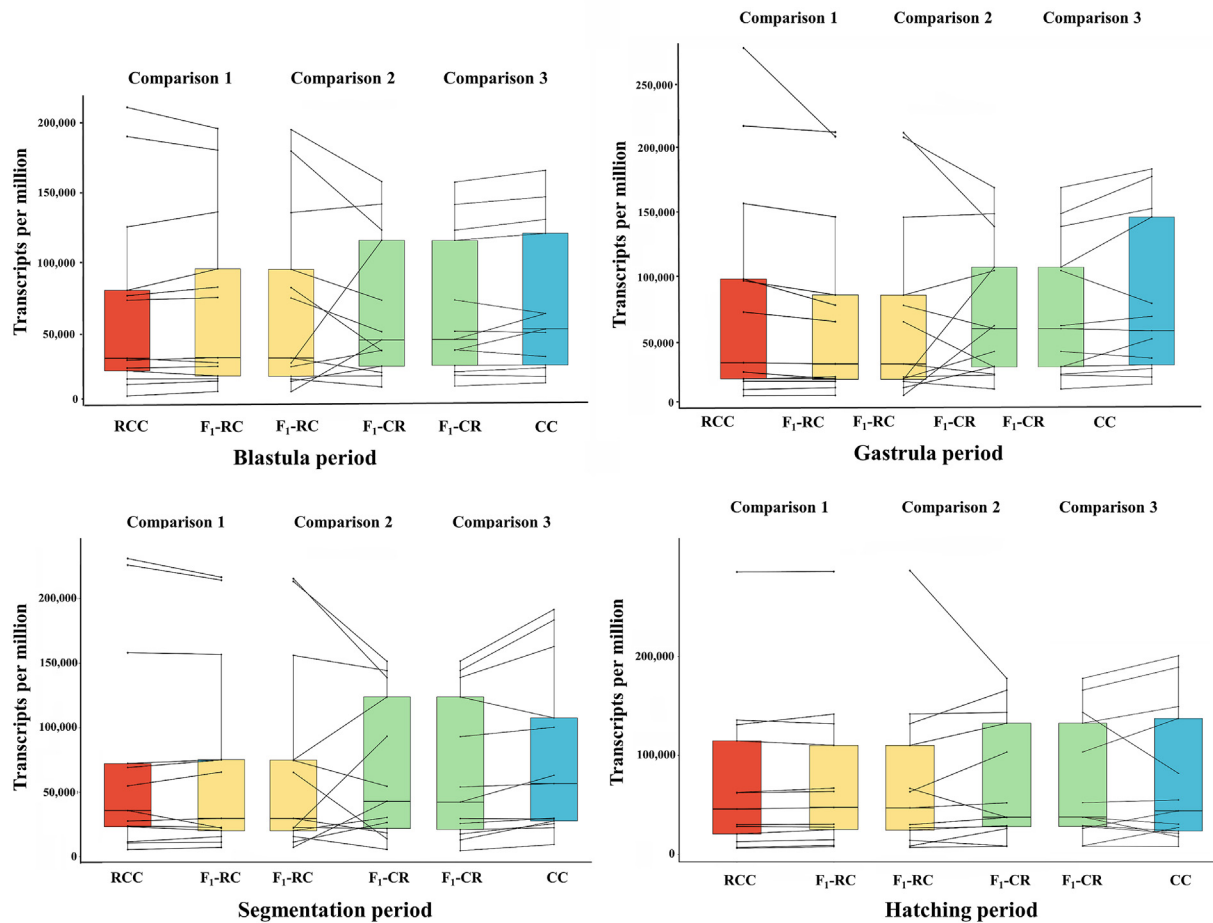 Comparison 1 Comparison 2 Comparison 3
Transcripts per million
200,000
150,000
100,000
50,000
0
RCC F₁-RC F₁-RC F₁-CR F₁-CR CC
Blastula period
Comparison 1 Comparison 2 Comparison 3
Transcripts per million
250,000
200,000
150,000
100,000
50,000
0
RCC F₁-RC F₁-RC F₁-CR F₁-CR CC
Gastrula period
Comparison 1 Comparison 2 Comparison 3
Transcripts per million
200,000
150,000
100,000
50,000
0
RCC F₁-RC F₁-RC F₁-CR F₁-CR CC
Segmentation period
Comparison 1 Comparison 2 Comparison 3
Transcripts per million
200,000
100,000
0
RCC F₁-RC F₁-RC F₁-CR F₁-CR CC
Hatching period